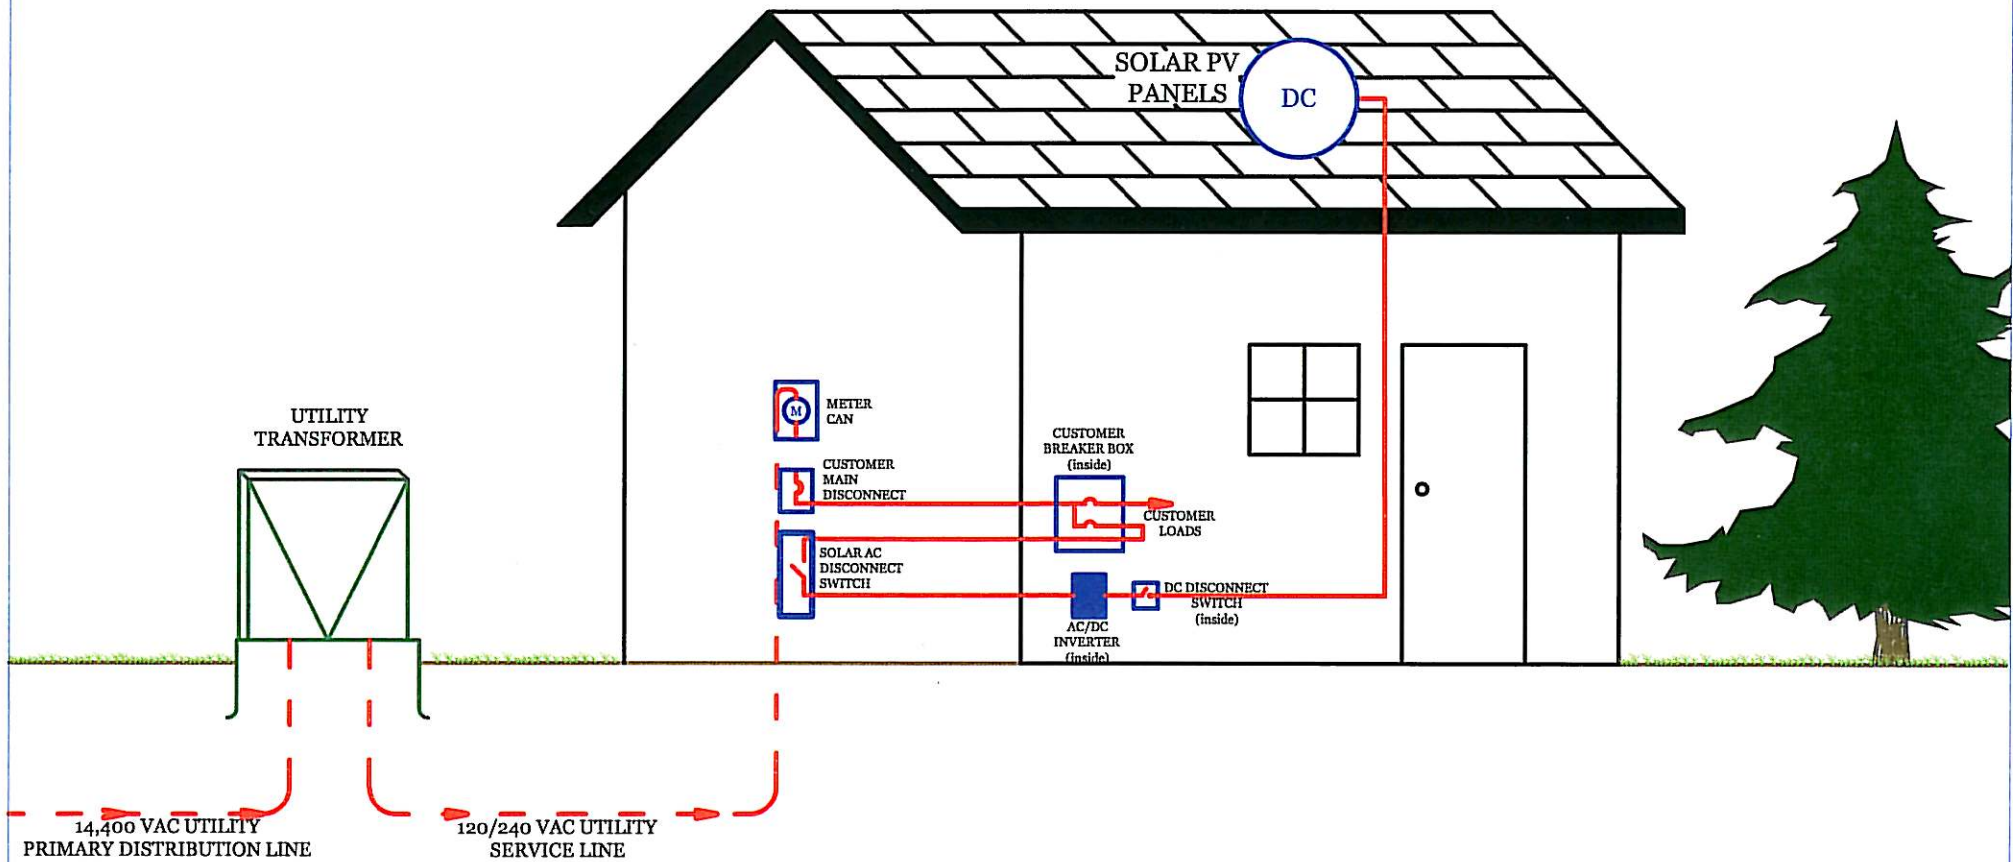 SOLAR PV
PANELS
DC
UTILITY
TRANSFORMER
M
METER
CAN
CUSTOMER
MAIN
DISCONNECT
CUSTOMER
BREAKER BOX
(inside)
CUSTOMER
LOADS
SOLAR AC
DISCONNECT
SWITCH
DC DISCONNECT
SWITCH
(inside)
AC/DC
INVERTER
(inside)
14,400 VAC UTILITY
PRIMARY DISTRIBUTION LINE
120/240 VAC UTILITY
SERVICE LINE